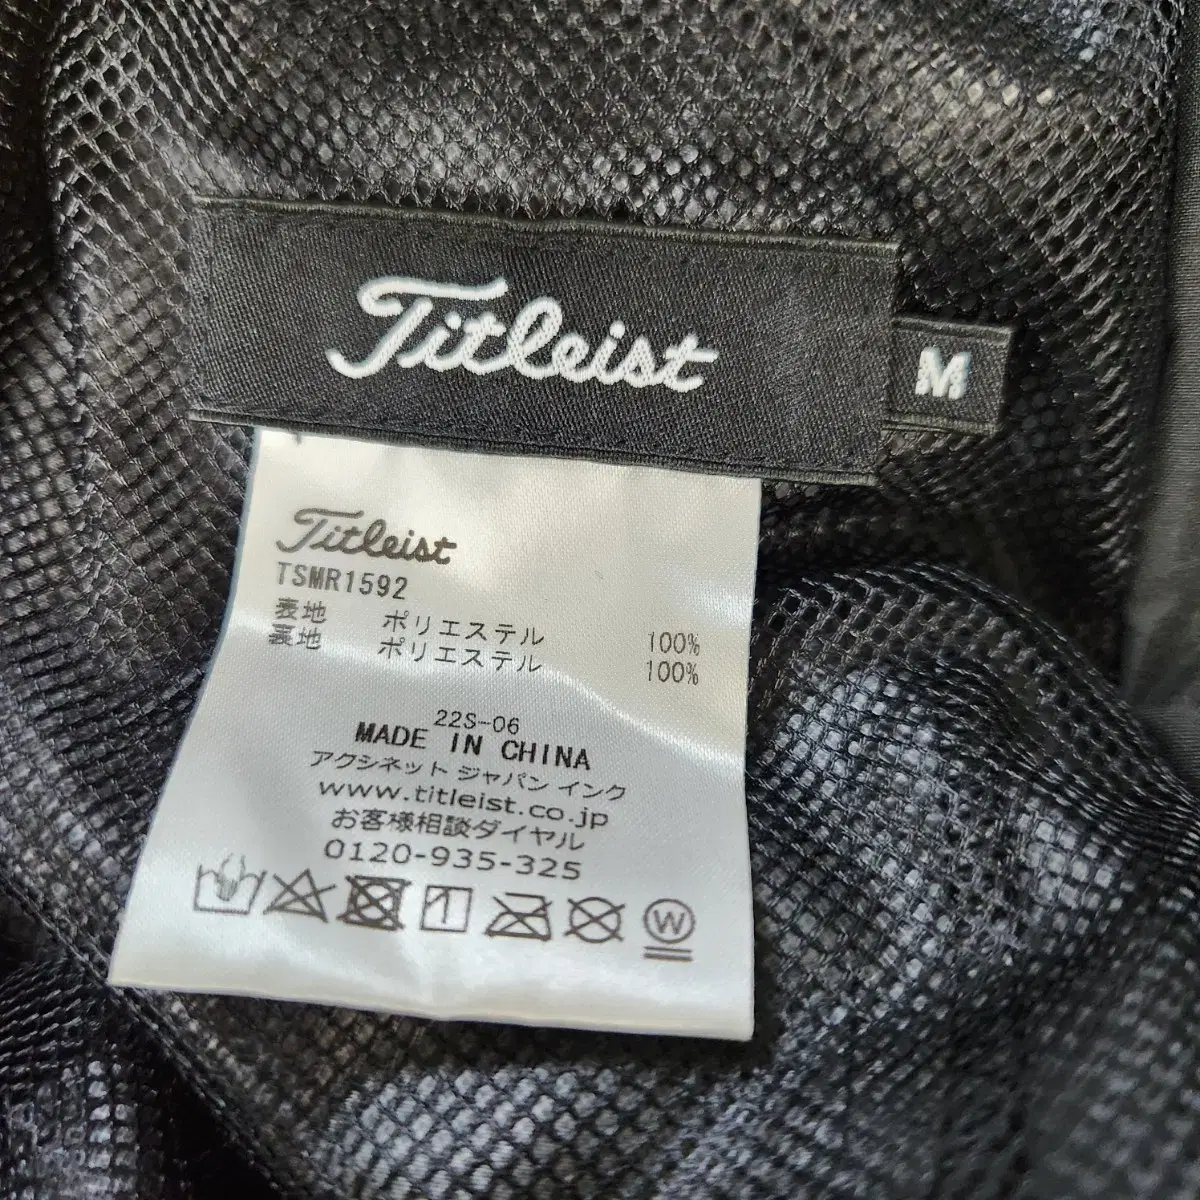 Titleist
M
Titleist
TSMR1592
表地 ポリエステル 100%
裏地 ポリエステル 100%
22S-06
MADE IN CHINA
アクシネット ジャパン インク
www.titleist.co.jp
お客様相談ダイヤル
0120-935-325
W